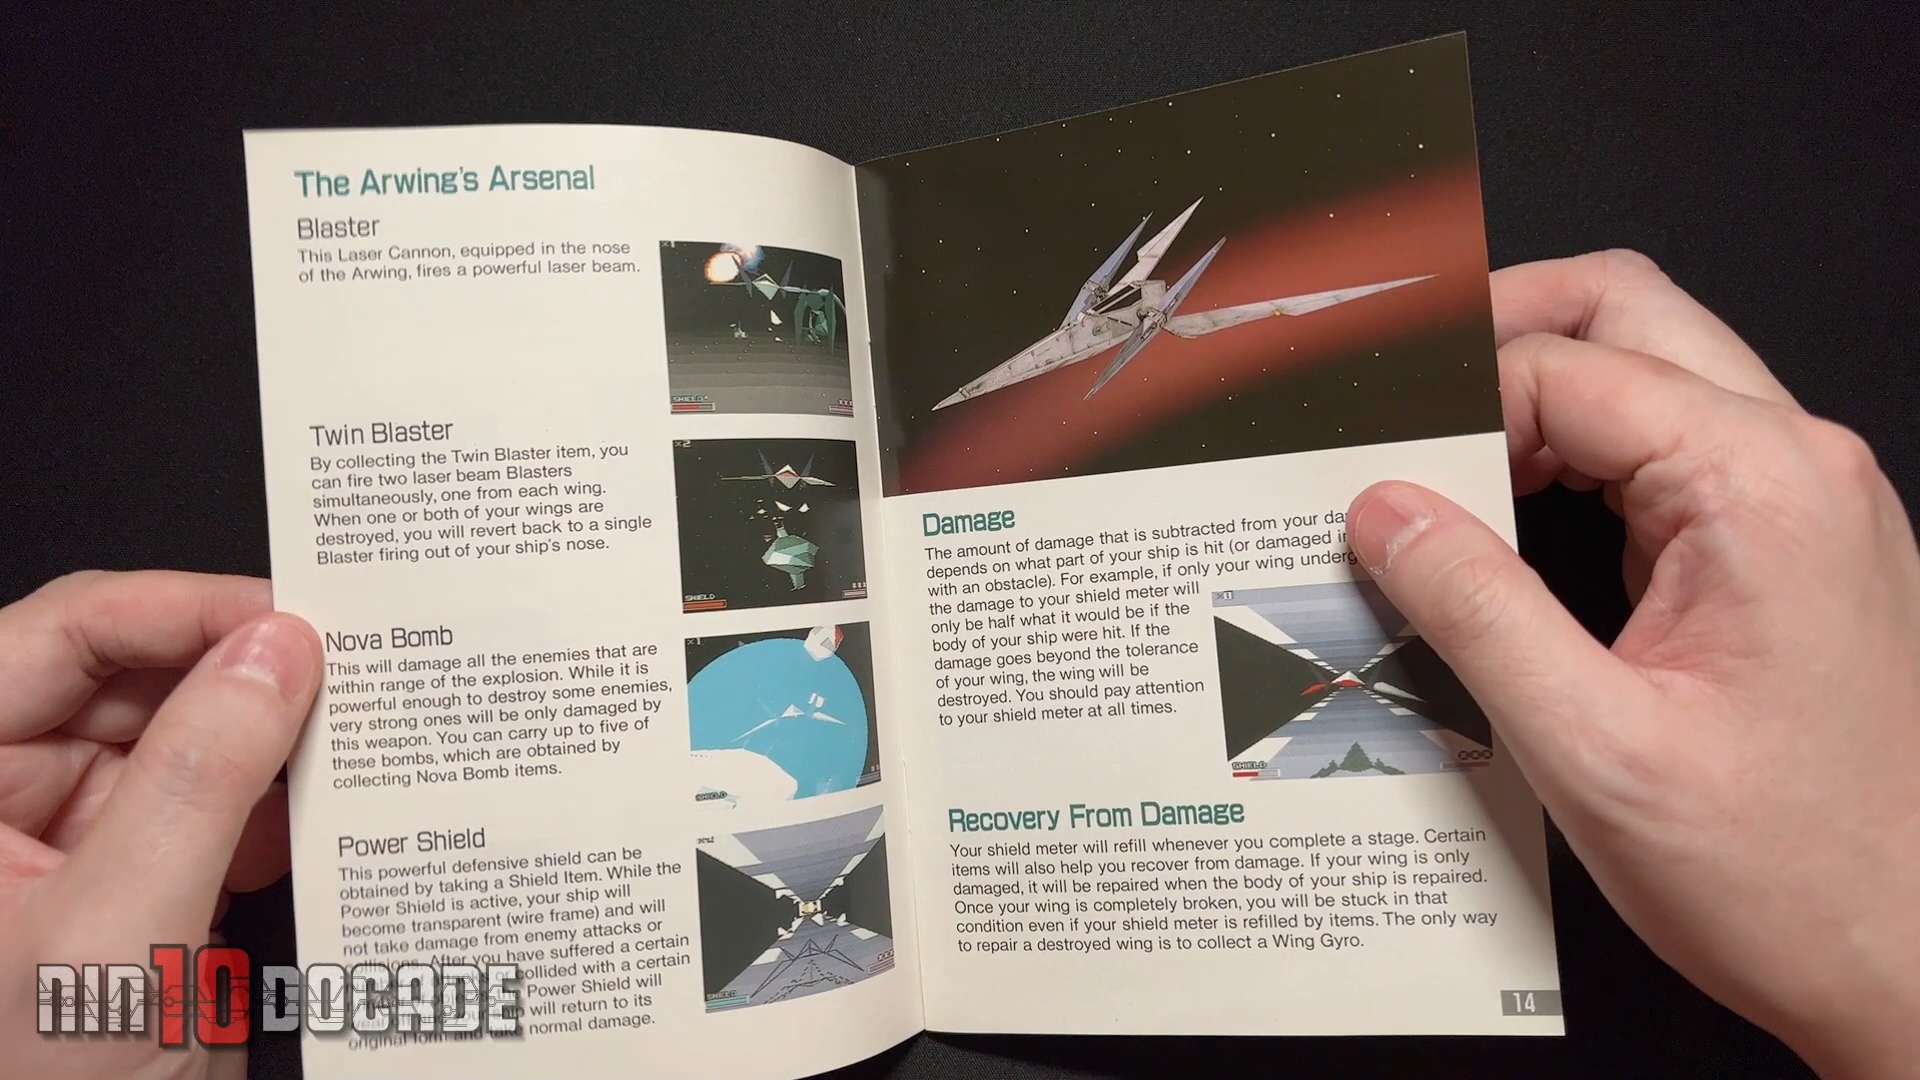 The Arwing's Arsenal
Blaster
This Laser Cannon, equipped in the nose
of the Arwing, fires a powerful laser beam.
Twin Blaster
By collecting the Twin Blaster item, you
can fire two laser beam Blasters
simultaneously, one from each wing.
When one or both of your wings are
destroyed, you will revert back to a single
Blaster firing out of your ship's nose.
Nova Bomb
This will damage all the enemies that are
within range of the explosion. While it is
powerful enough to destroy some enemies,
very strong ones will be only damaged by
this weapon. You can carry up to five of
these bombs, which are obtained by
collecting Nova Bomb items.
Power Shield
This powerful defensive shield can be
obtained by taking a Shield Item. While the
Power Shield is active, your ship will
become transparent (wire frame) and will
not take damage from enemy attacks or
collisions. After you have suffered a certain
collided with a certain
Power Shield will
will return to its
original form and take normal damage.
SHIELD
SHIELD
SHIELD
SHIELD
Damage
The amount of damage that is subtracted from your
depends on what part of your ship is hit (or damaged
with an obstacle). For example, if only your wing
the damage to your shield meter will
only be half what it would be if the
body of your ship were hit. If the
damage goes beyond the tolerance
of your wing, the wing will be
destroyed. You should pay attention
to your shield meter at all times.
SHIELD
Recovery From Damage
Your shield meter will refill whenever you complete a stage. Certain
items will also help you recover from damage. If your wing is only
damaged, it will be repaired when the body of your ship is repaired.
Once your wing is completely broken, you will be stuck in that
condition even if your shield meter is refilled by items. The only way
to repair a destroyed wing is to collect a Wing Gyro.
14
NIN10DOCADE